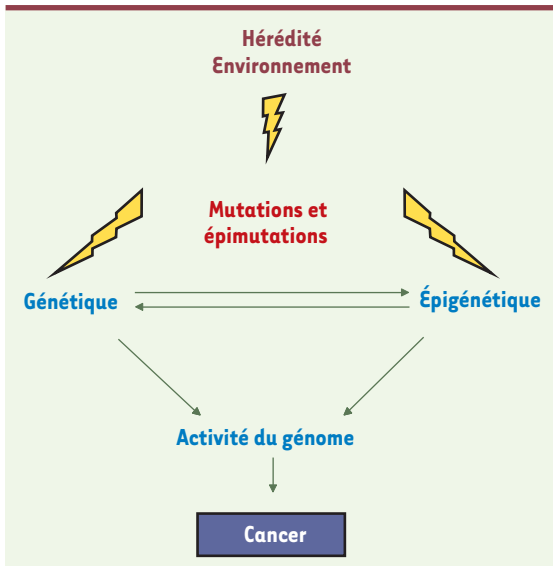 Hérédité
Environnement
Mutations et
épimutations
Génétique
Épigénétique
Activité du génome
Cancer